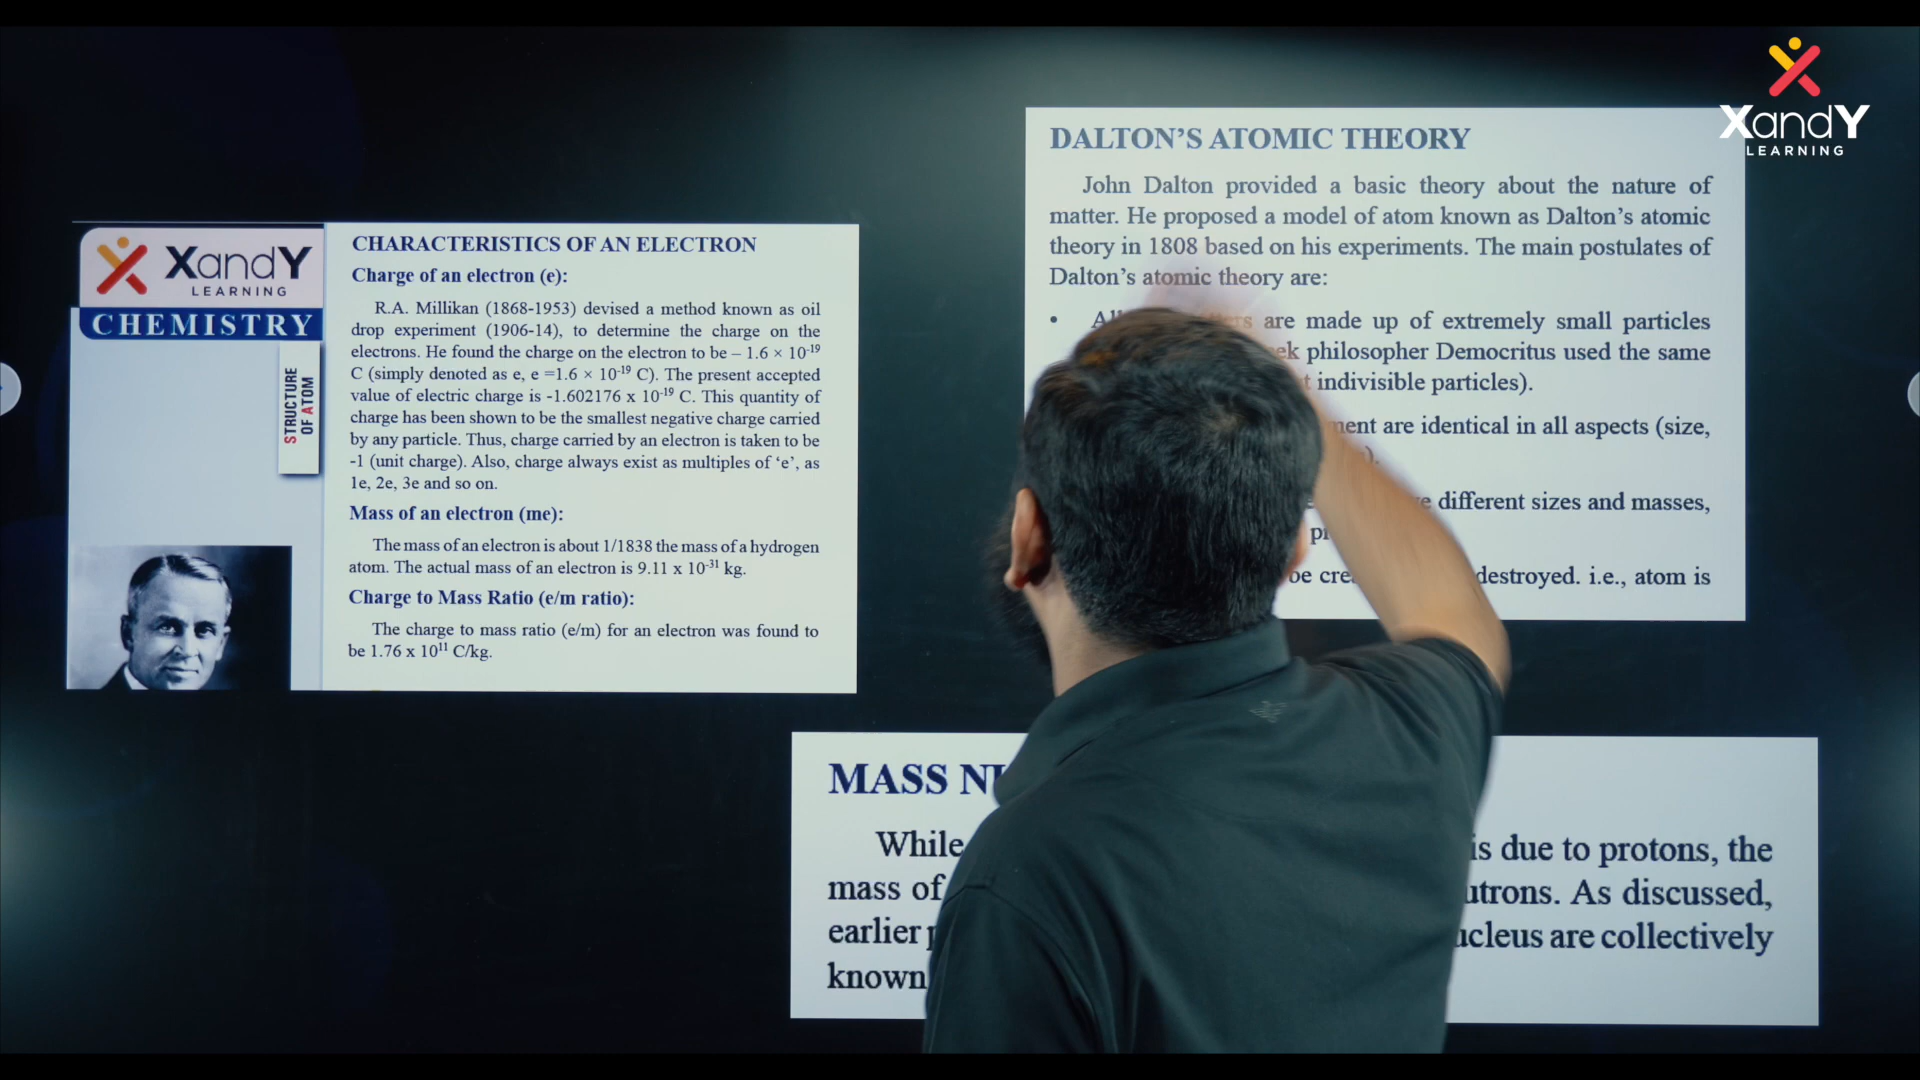 XandY
LEARNING
XandY
LEARNING
CHEMISTRY
STRUCTURE
OF ATOM
CHARACTERISTICS OF AN ELECTRON
Charge of an electron (e):
R.A. Millikan (1868-1953) devised a method known as oil
drop experiment (1906-14), to determine the charge on the
electrons. He found the charge on the electron to be – 1.6 × 10⁻¹⁹
C (simply denoted as e, e =1.6 × 10⁻¹⁹ C). The present accepted
value of electric charge is -1.602176 x 10⁻¹⁹ C. This quantity of
charge has been shown to be the smallest negative charge carried
by any particle. Thus, charge carried by an electron is taken to be
-1 (unit charge). Also, charge always exist as multiples of ‘e’, as
1e, 2e, 3e and so on.
Mass of an electron (me):
The mass of an electron is about 1/1838 the mass of a hydrogen
atom. The actual mass of an electron is 9.11 x 10⁻³¹ kg.
Charge to Mass Ratio (e/m ratio):
The charge to mass ratio (e/m) for an electron was found to
be 1.76 x 10¹¹ C/kg.
DALTON’S ATOMIC THEORY
John Dalton provided a basic theory about the nature of
matter. He proposed a model of atom known as Dalton’s atomic
theory in 1808 based on his experiments. The main postulates of
Dalton’s atomic theory are:
• are made up of extremely small particles
philosopher Democritus used the same
indivisible particles).
are identical in all aspects (size,
different sizes and masses,
be destroyed. i.e., atom is
MASS
While is due to protons, the
mass of As discussed,
earlier are collectively
known